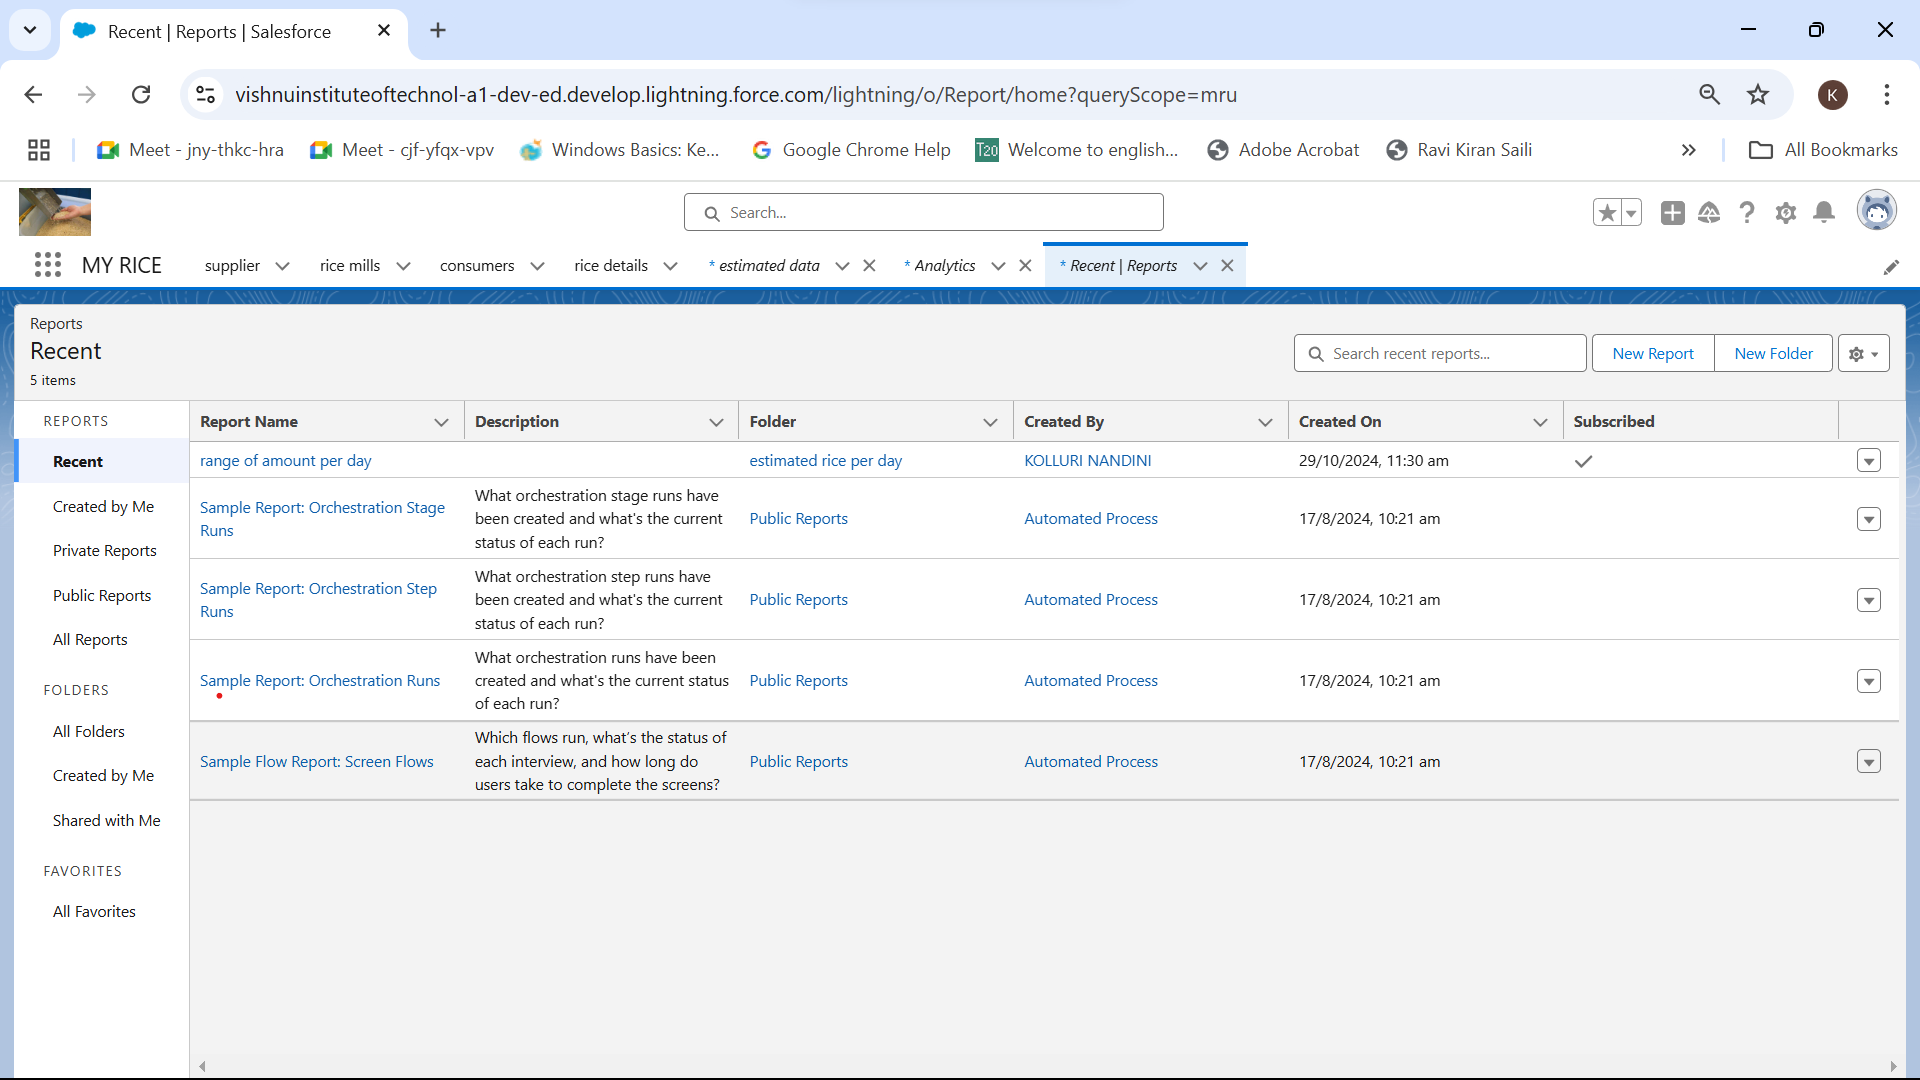 Recent | Reports | Salesforce
vishnuinstituteoftechnol-a1-dev-ed.develop.lightning.force.com/lightning/o/Report/home?queryScope=mru
K
Meet - jny-thkc-hra
Meet - cjf-yfqx-vpv
Windows Basics: Ke...
Google Chrome Help
T20 Welcome to english...
Adobe Acrobat
Ravi Kiran Saili
All Bookmarks
Search...
MY RICE
supplier
rice mills
consumers
rice details
* estimated data
* Analytics
* Recent | Reports
Reports
Recent
5 items
Search recent reports...
New Report
New Folder
REPORTS
Recent
Created by Me
Private Reports
Public Reports
All Reports
FOLDERS
All Folders
Created by Me
Shared with Me
FAVORITES
All Favorites
Report Name Description Folder Created By Created On Subscribed
range of amount per day estimated rice per day KOLLURI NANDINI 29/10/2024, 11:30 am
Sample Report: Orchestration Stage
Runs
What orchestration stage runs have
been created and what's the current
status of each run?
Public Reports Automated Process 17/8/2024, 10:21 am
Sample Report: Orchestration Step
Runs
What orchestration step runs have
been created and what's the current
status of each run?
Public Reports Automated Process 17/8/2024, 10:21 am
Sample Report: Orchestration Runs
What orchestration runs have been
created and what's the current status
of each run?
Public Reports Automated Process 17/8/2024, 10:21 am
Sample Flow Report: Screen Flows
Which flows run, what's the status of
each interview, and how long do
users take to complete the screens?
Public Reports Automated Process 17/8/2024, 10:21 am